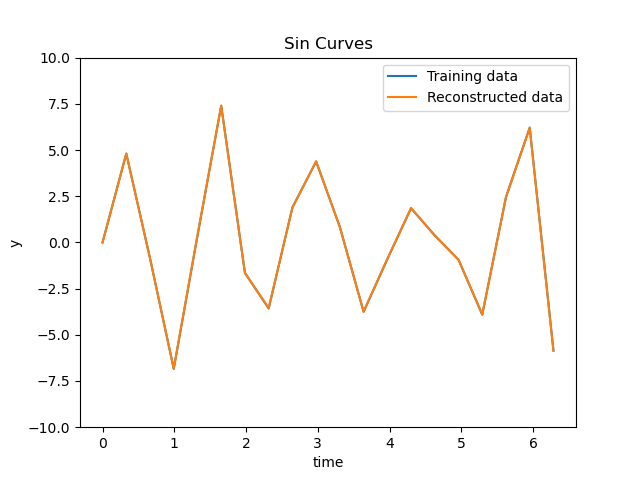 Sin Curves
Training data
Reconstructed data
10.0
7.5
5.0
2.5
0.0
−2.5
−5.0
−7.5
−10.0
y
0 1 2 3 4 5 6
time